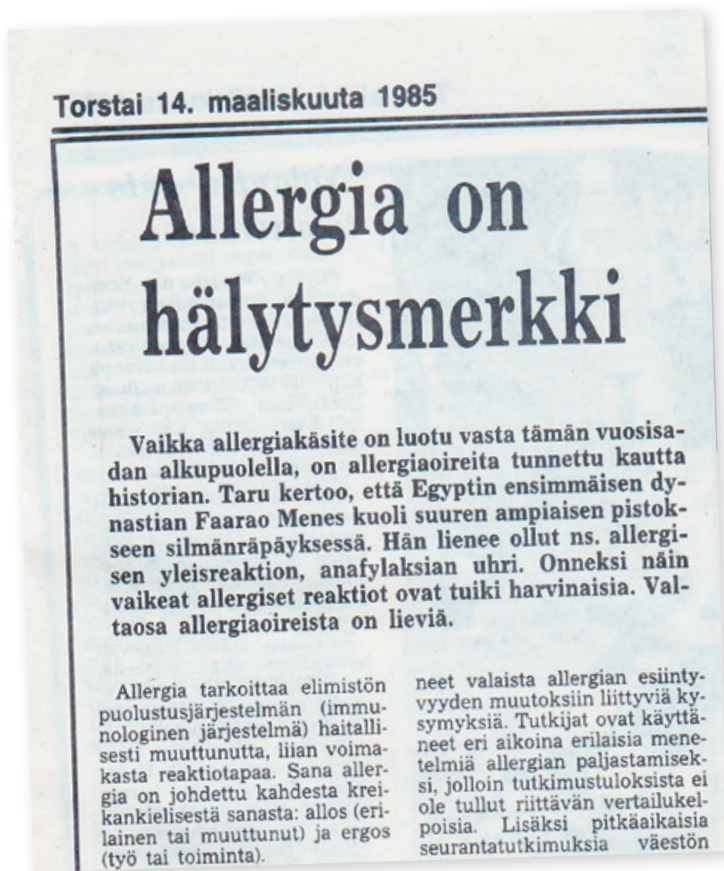 Torstai 14. maaliskuuta 1985
Allergia on
hälytysmerkki
Vaikka allergiakäsite on luotu vasta tämän vuosisa-
dan alkupuolella, on allergiaoireita tunnettu kautta
historian. Taru kertoo, että Egyptin ensimmäisen dy-
nastian Faarao Menes kuoli suuren ampiaisen pistok-
seen silmänräpäyksessä. Hän lienee ollut ns. allergi-
sen yleisreaktion, anafylaksian uhri. Onneksi näin
vaikeat allergiset reaktiot ovat tuiki harvinaisia. Val-
taosa allergiaoireista on lieviä.
Allergia tarkoittaa elimistön
puolustusjärjestelmän (immu-
nologinen järjestelmä) haitalli-
sesti muuttunutta, liian voima-
kasta reaktiotapaa. Sana aller-
gia on johdettu kahdesta krei-
kankielisestä sanasta: allos (eri-
lainen tai muuttunut) ja ergos
(työ tai toiminta).
neet valaista allergian esiinty-
vyyden muutoksiin liittyviä ky-
symyksiä. Tutkijat ovat käyttä-
neet eri aikoina erilaisia mene-
telmiä allergian paljastamisek-
si, jolloin tutkimustuloksista ei
ole tullut riittävän vertailukel-
poisia. Lisäksi pitkäaikaisia
seurantatutkimuksia väestön